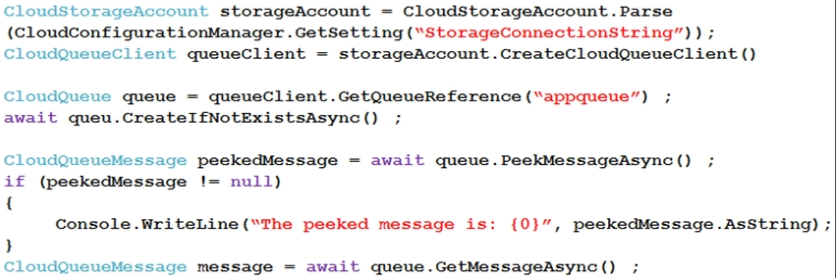 CloudStorageAccount storageAccount = CloudStorageAccount.Parse
(CloudConfigurationManager.GetSetting(“StorageConnectionString”));
CloudQueueClient queueClient = storageAccount.CreateCloudQueueClient()
CloudQueue queue = queueClient.GetQueueReference(“appqueue”) ;
await queu.CreateIfNotExistsAsync() ;
CloudQueueMessage peekedMessage = await queue.PeekMessageAsync() ;
if (peekedMessage != null)
{
Console.WriteLine(“The peeked message is: {0}”, peekedMessage.AsString);
}
CloudQueueMessage message = await queue.GetMessageAsync() ;